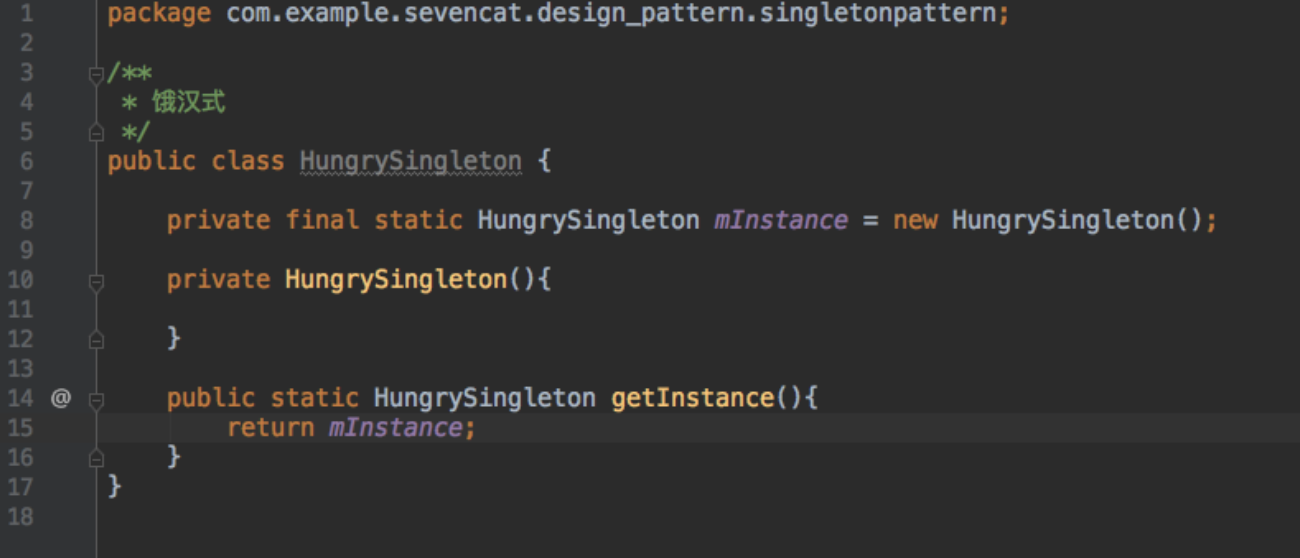 1 package com.example.sevencat.design_pattern.singletonpattern;
2
3 /**
4  * 饿汉式
5  */
6 public class HungrySingleton {
7
8     private final static HungrySingleton mInstance = new HungrySingleton();
9
10     private HungrySingleton(){
11
12     }
13
14 @ public static HungrySingleton getInstance(){
15         return mInstance;
16     }
17 }
18